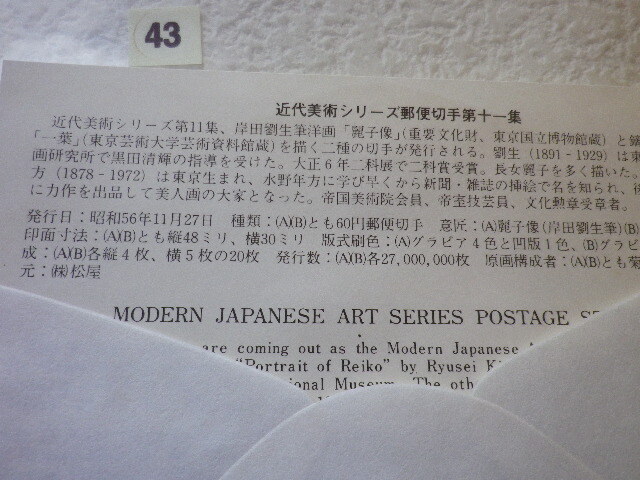 43
近代美術シリーズ郵便切手第十一集
近代美術シリーズ第11集、岸田劉生筆洋画「麗子像」(重要文化財、東京国立博物館蔵)と鏑
「一葉」(東京芸術大学芸術資料館蔵)を描く二種の切手が発行される。劉生(1891-1929)は東
画研究所で黒田清輝の指導を受けた。大正6年二科展で二科賞受賞。長女麗子を多く描いた。
方(1878-1972)は東京生まれ、水野年方に学び早くから新聞・雑誌の挿絵で名を知られ、後
に力作を出品して美人画の大家となった。帝国美術院会員、帝室技芸員、文化勲章受章者。
発行日:昭和56年11月27日 種類:(A)(B)とも60円郵便切手 意匠:(A)麗子像(岸田劉生筆)(B)
印面寸法:(A)(B)とも縦48ミリ、横30ミリ 版式刷色:(A)グラビア4色と凹版1色、(B)グラビ
成:(A)(B)各縦4枚、横5枚の20枚 発行数:(A)(B)各27,000,000枚 原画構成者:(A)(B)とも菊
元:㈱松屋
MODERN JAPANESE ART SERIES POSTAGE
are coming out as the Modern Japanese
"Portrait of Reiko" by Ryusei
Museum. The oth